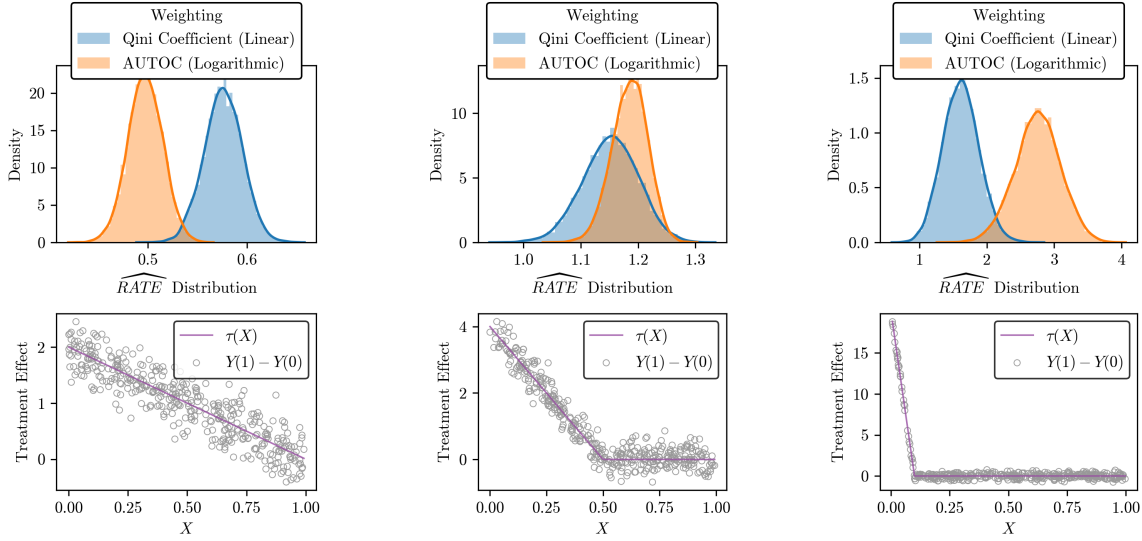 Weighting
Qini Coefficient (Linear)
AUTOC (Logarithmic)
20
15
10
5
0
Density
0.5 0.6
RATE Distribution
Weighting
Qini Coefficient (Linear)
AUTOC (Logarithmic)
10
5
0
Density
1.0 1.1 1.2 1.3
RATE Distribution
Weighting
Qini Coefficient (Linear)
AUTOC (Logarithmic)
1.5
1.0
0.5
0.0
Density
1 2 3 4
RATE Distribution
τ(X)
Y(1) − Y(0)
2
1
0
Treatment Effect
0.00 0.25 0.50 0.75 1.00
X
τ(X)
Y(1) − Y(0)
4
2
0
Treatment Effect
0.00 0.25 0.50 0.75 1.00
X
τ(X)
Y(1) − Y(0)
15
10
5
0
Treatment Effect
0.00 0.25 0.50 0.75 1.00
X